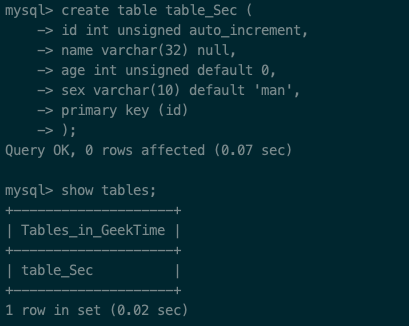 mysql> create table table_Sec (
    -> id int unsigned auto_increment,
    -> name varchar(32) null,
    -> age int unsigned default 0,
    -> sex varchar(10) default 'man',
    -> primary key (id)
    -> );
Query OK, 0 rows affected (0.07 sec)

mysql> show tables;
+--------------------+
| Tables_in_GeekTime |
+--------------------+
| table_Sec          |
+--------------------+
1 row in set (0.02 sec)